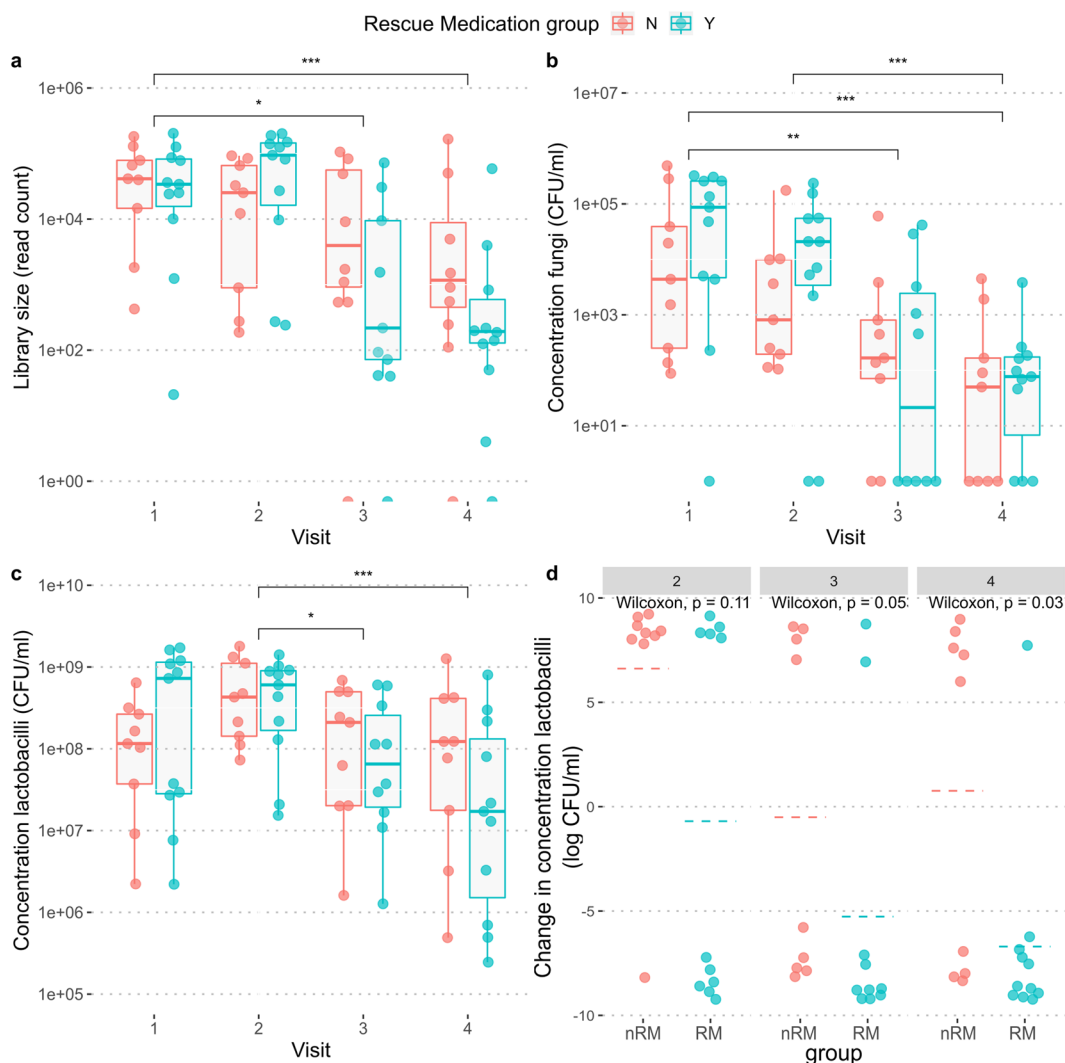 Rescue Medication group N Y
a
***
*
1e+06
1e+04
1e+02
1e+00
Library size (read count)
1 2 3 4
Visit
b
***
***
**
1e+07
1e+05
1e+03
1e+01
Concentration fungi (CFU/ml)
1 2 3 4
Visit
c
***
*
1e+10
1e+09
1e+08
1e+07
1e+06
1e+05
Concentration lactobacilli (CFU/ml)
1 2 3 4
Visit
d
2 3 4
Wilcoxon, p = 0.11 Wilcoxon, p = 0.05 Wilcoxon, p = 0.03
10
5
0
-5
-10
Change in concentration lactobacilli
(log CFU/ml)
nRM RM nRM RM nRM RM
group